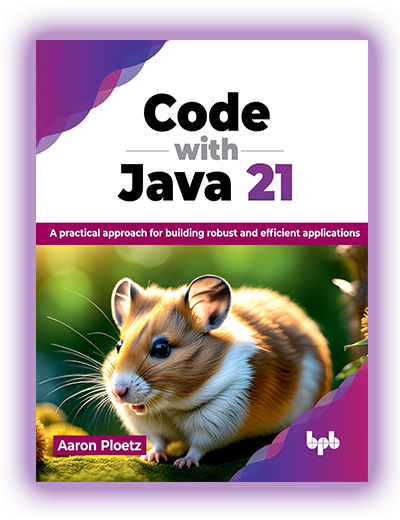 Code
with
Java 21
A practical approach for building robust and efficient applications
Aaron Ploetz
bpb